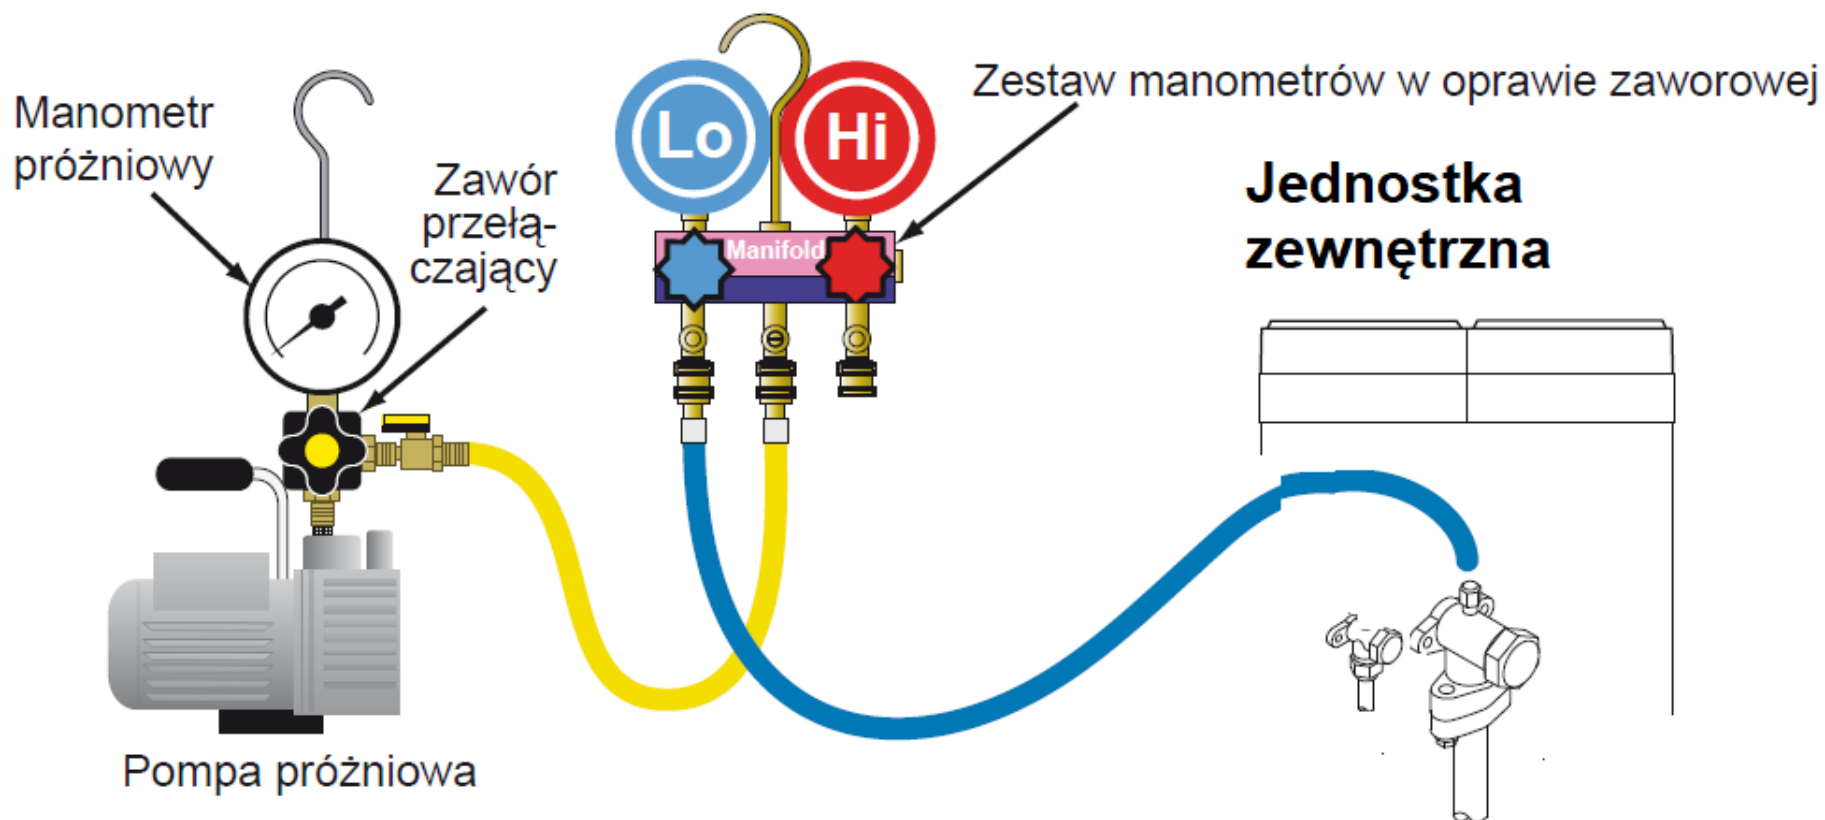 Manometr
próżniowy
Zawór
przełą-
czający
Lo
Hi
Manifold
Zestaw manometrów w oprawie zaworowej
Jednostka
zewnętrzna
Pompa próżniowa